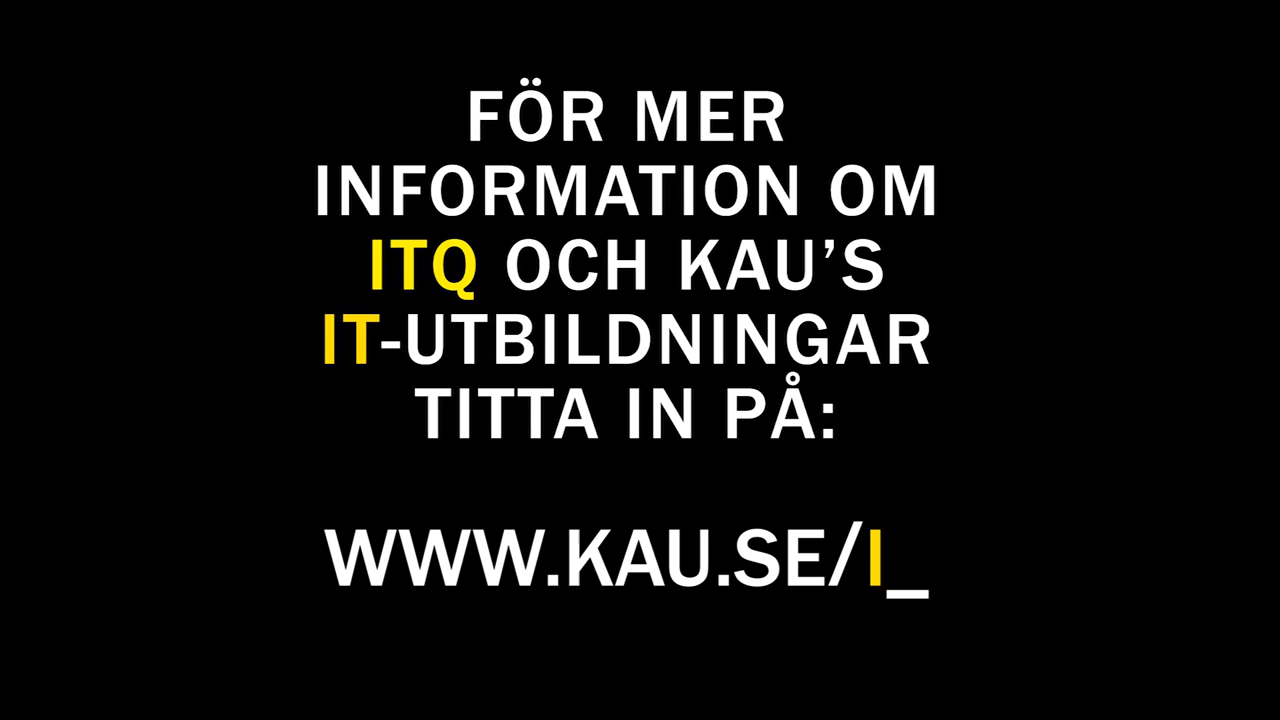 FÖR MER
INFORMATION OM
ITQ OCH KAU’S
IT-UTBILDNINGAR
TITTA IN PÅ:
WWW.KAU.SE/I_